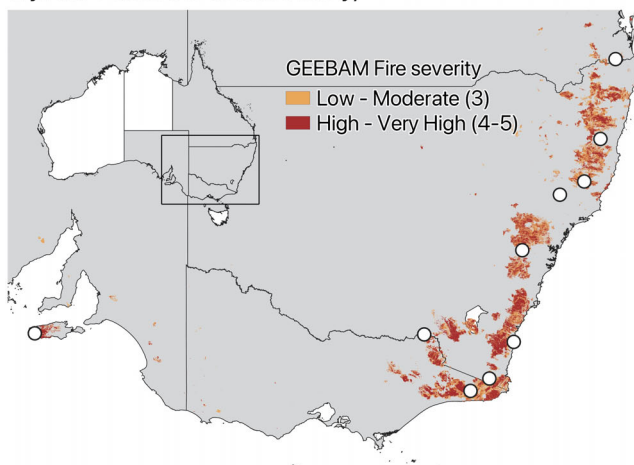 GEEBAM Fire severity
Low - Moderate (3)
High - Very High (4-5)